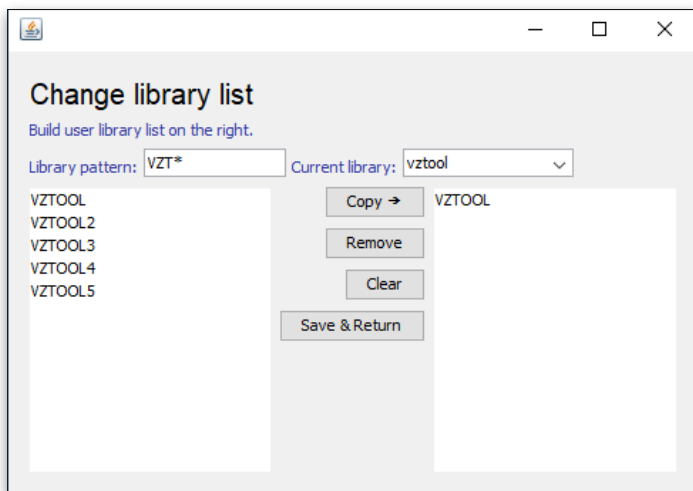 Change library list
Build user library list on the right.
Library pattern: VZT* Current library: vztool
VZTOOL
VZTOOL2
VZTOOL3
VZTOOL4
VZTOOL5
Copy ➔
Remove
Clear
Save & Return
VZTOOL